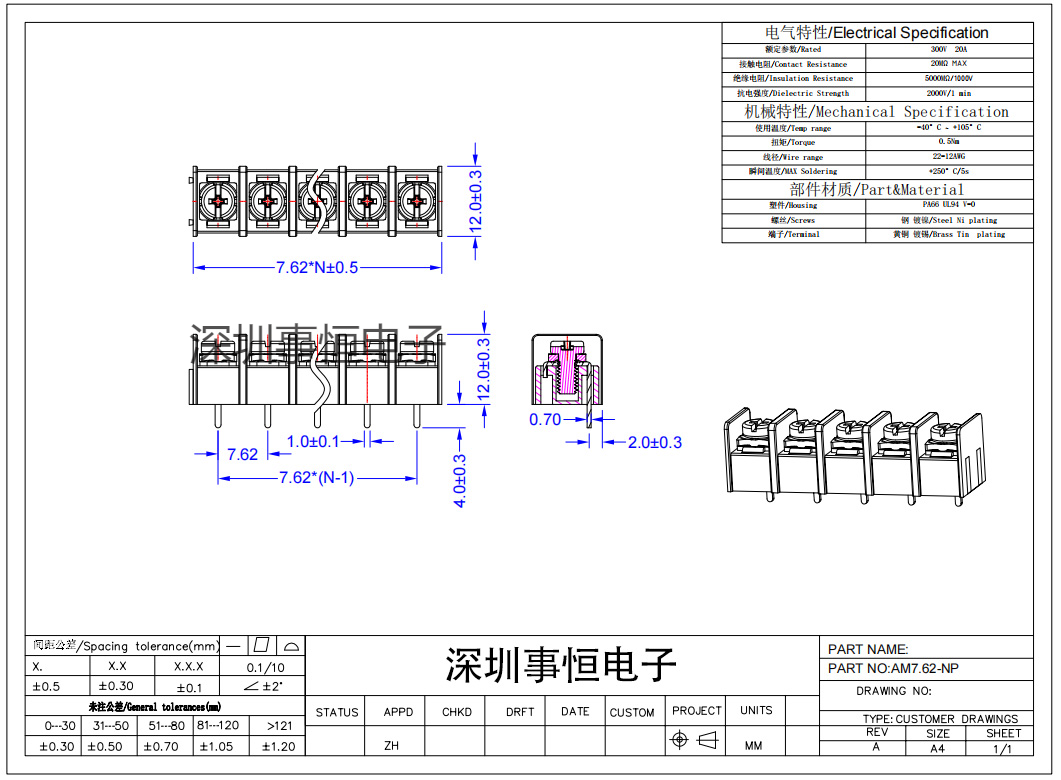 电气特性/Electrical Specification
额定参数/Rated 300V 20A
接触电阻/Contact Resistance 20MΩ MAX
绝缘电阻/Insulation Resistance 5000MΩ/1000V
抗电强度/Dielectric Strength 2000V/1 min
机械特性/Mechanical Specification
使用温度/Temp range -40° C ~ +105° C
扭矩/Torque 0.5Nm
线径/Wire range 22-12AWG
瞬间温度/MAX Soldering +250° C/5s
部件材质/Part&Material
塑件/Housing PA66 UL94 V-0
螺丝/Screws 钢 镀镍/Steel Ni plating
端子/Terminal 黄铜 镀锡/Brass Tin plating
12.0±0.3
7.62*N±0.5
深圳事恒电子
12.0±0.3
0.70
2.0±0.3
1.0±0.1
7.62
7.62*(N-1)
4.0±0.3
间距公差/Spacing tolerance(mm)
X. X.X X.X.X 0.1/10
±0.5 ±0.30 ±0.1 ∠±2°
未注公差/General tolerances(mm)
0---30 31---50 51---80 81---120 >121
±0.30 ±0.50 ±0.70 ±1.05 ±1.20
深圳事恒电子
STATUS APPD CHKD DRFT DATE CUSTOM PROJECT UNITS
ZH MM
PART NAME:
PART NO:AM7.62-NP
DRAWING NO:
TYPE: CUSTOMER DRAWINGS
REV SIZE SHEET
A A4 1/1